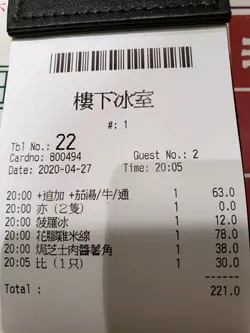 樓下冰室
#: 1
Tbl No.: 22
Cardno: 800494 Guest No.: 2
Date: 2020-04-27 Time: 20:05
20:00 +追加 +茄湯/牛/通 1 63.0
20:00 亦（2隻） 1 0.0
20:00 菠羅冰 1 12.0
20:00 花膠雞米線 1 78.0
20:00 焗芝士肉醬薯角 1 38.0
20:05 比（1只） 1 30.0
Total : 221.0